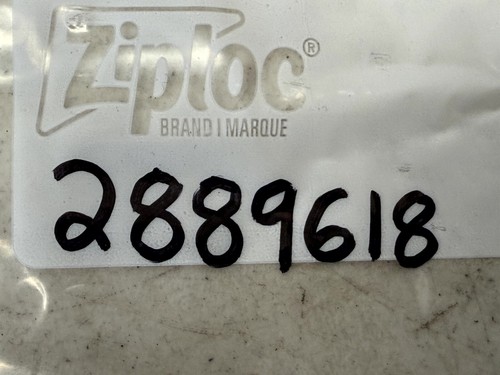 Ziploc®
BRAND | MARQUE
2889618